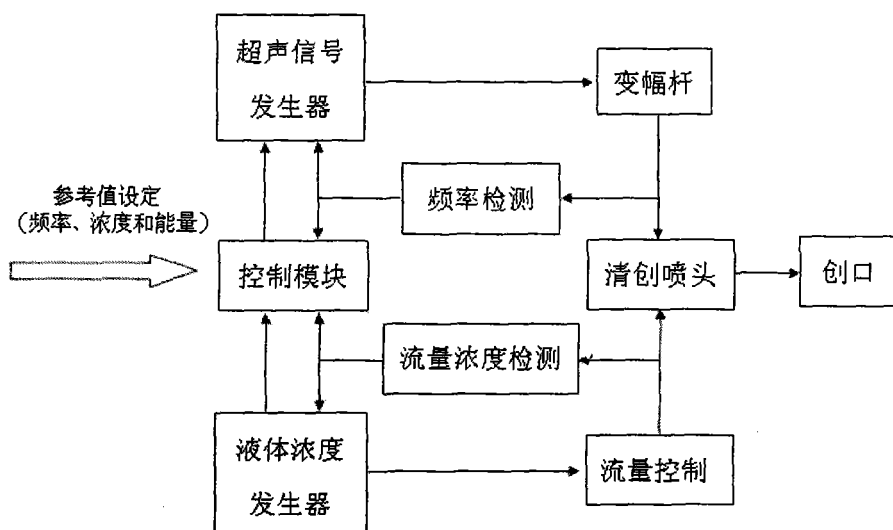 超声信号
发生器
变幅杆
频率检测
参考值设定
（频率、浓度和能量）
控制模块
清创喷头
创口
流量浓度检测
液体浓度
发生器
流量控制